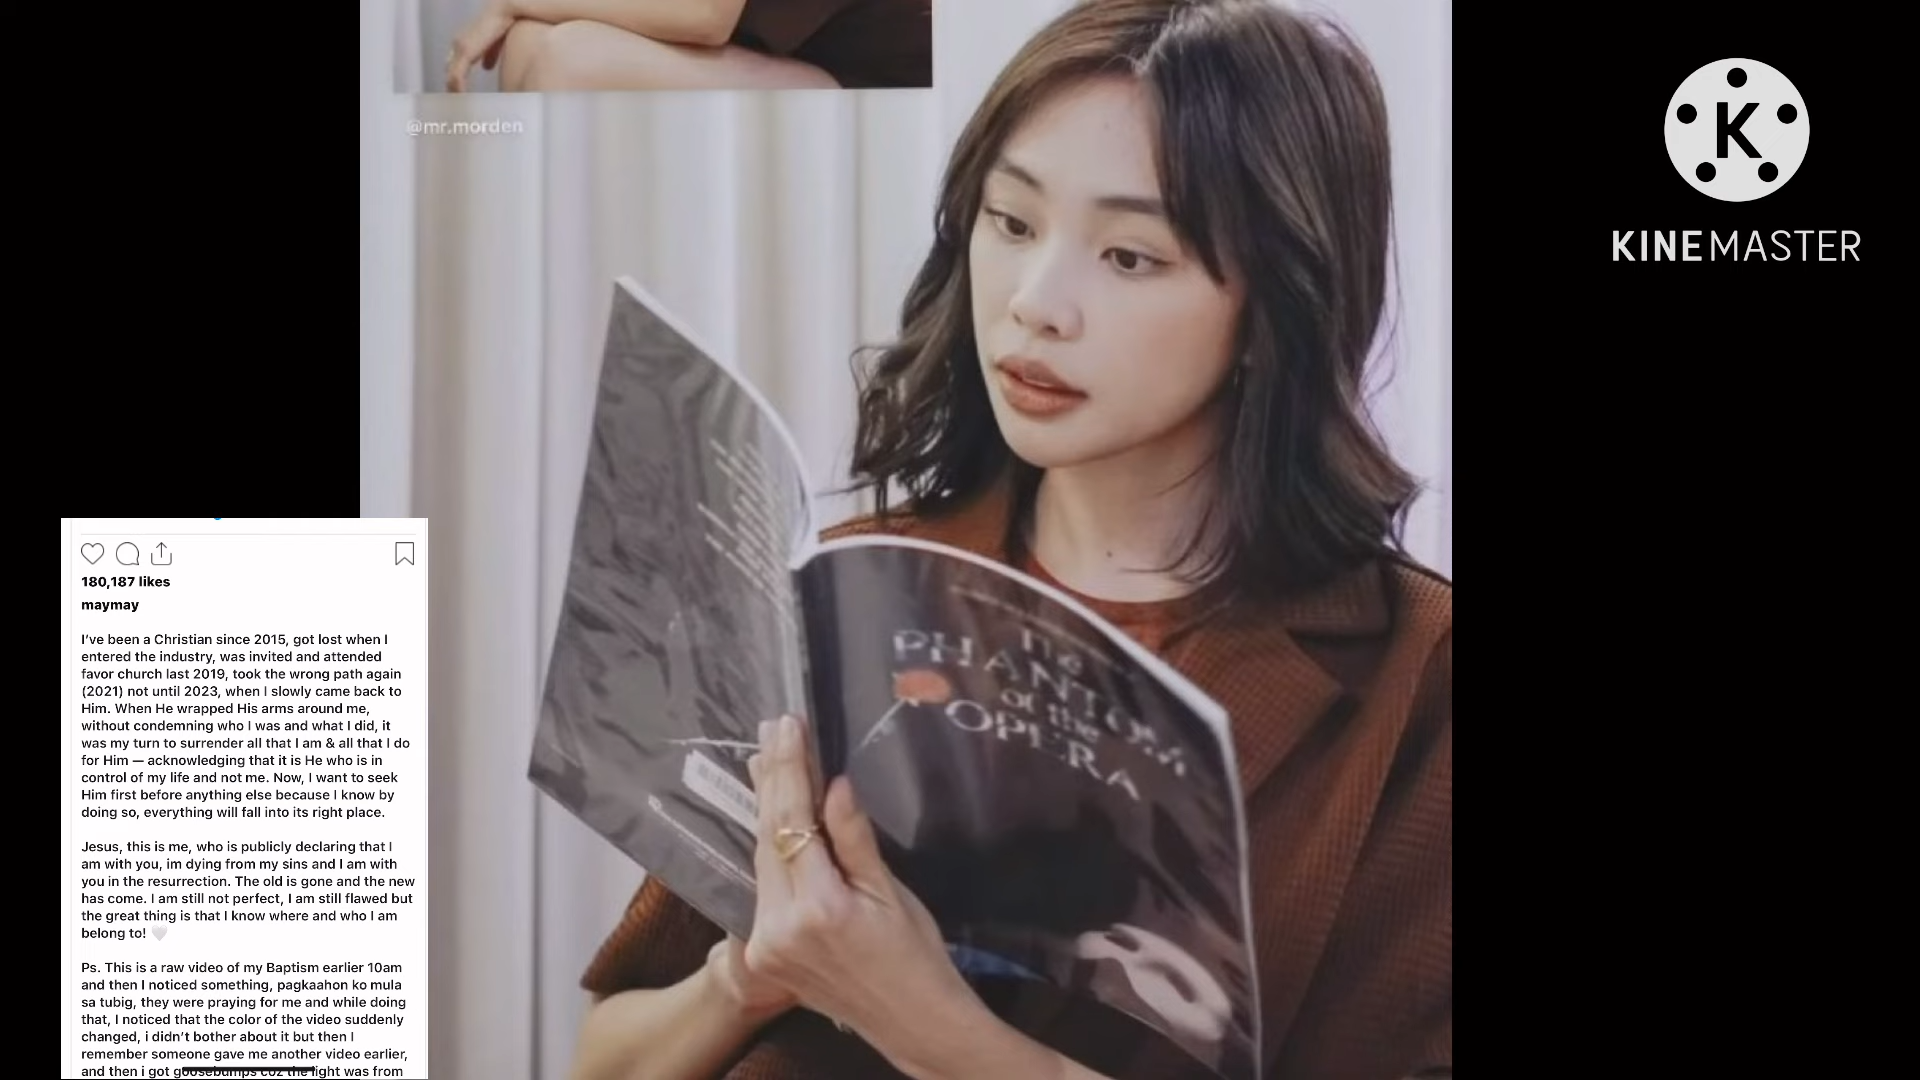 @mr.morden
KINEMASTER
The
PHANTOM
of the
OPERA
180,187 likes
maymay
I've been a Christian since 2015, got lost when I
entered the industry, was invited and attended
favor church last 2019, took the wrong path again
(2021) not until 2023, when I slowly came back to
Him. When He wrapped His arms around me,
without condemning who I was and what I did, it
was my turn to surrender all that I am & all that I do
for Him — acknowledging that it is He who is in
control of my life and not me. Now, I want to seek
Him first before anything else because I know by
doing so, everything will fall into its right place.
Jesus, this is me, who is publicly declaring that I
am with you, im dying from my sins and I am with
you in the resurrection. The old is gone and the new
has come. I am still not perfect, I am still flawed but
the great thing is that I know where and who I am
belong to! 🤍
Ps. This is a raw video of my Baptism earlier 10am
and then I noticed something, pagkaahon ko mula
sa tubig, they were praying for me and while doing
that, I noticed that the color of the video suddenly
changed, i didn't bother about it but then I
remember someone gave me another video earlier,
and then i got goosebumps coz the light was from